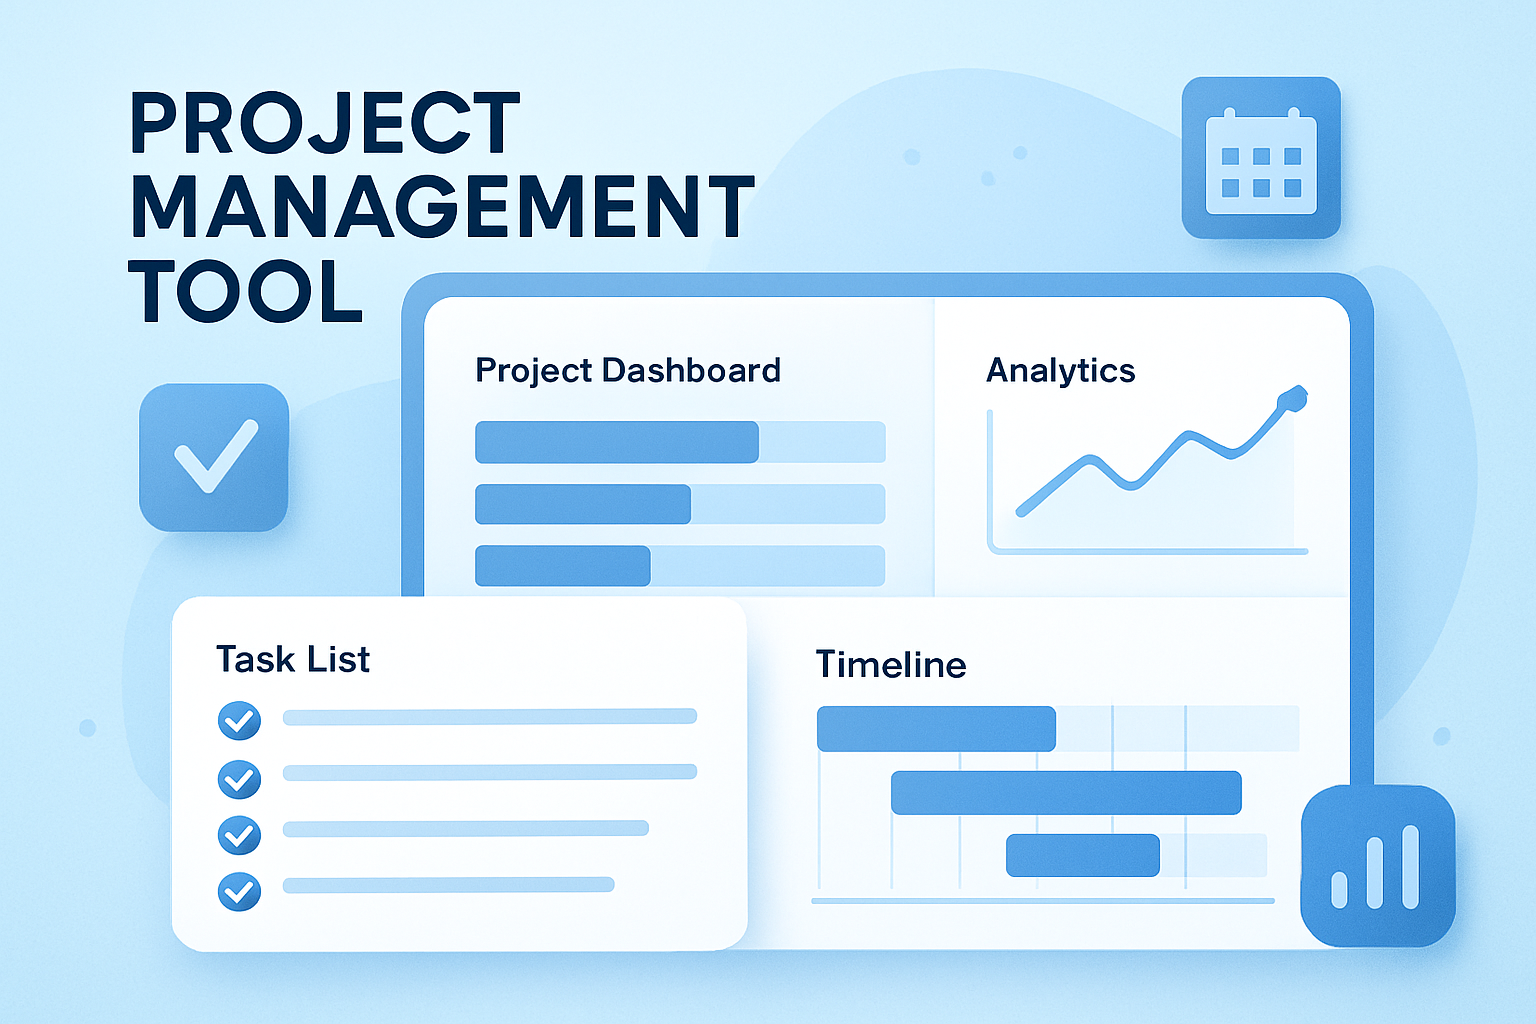 PROJECT
MANAGEMENT
TOOL
Project Dashboard
Analytics
Task List
Timeline